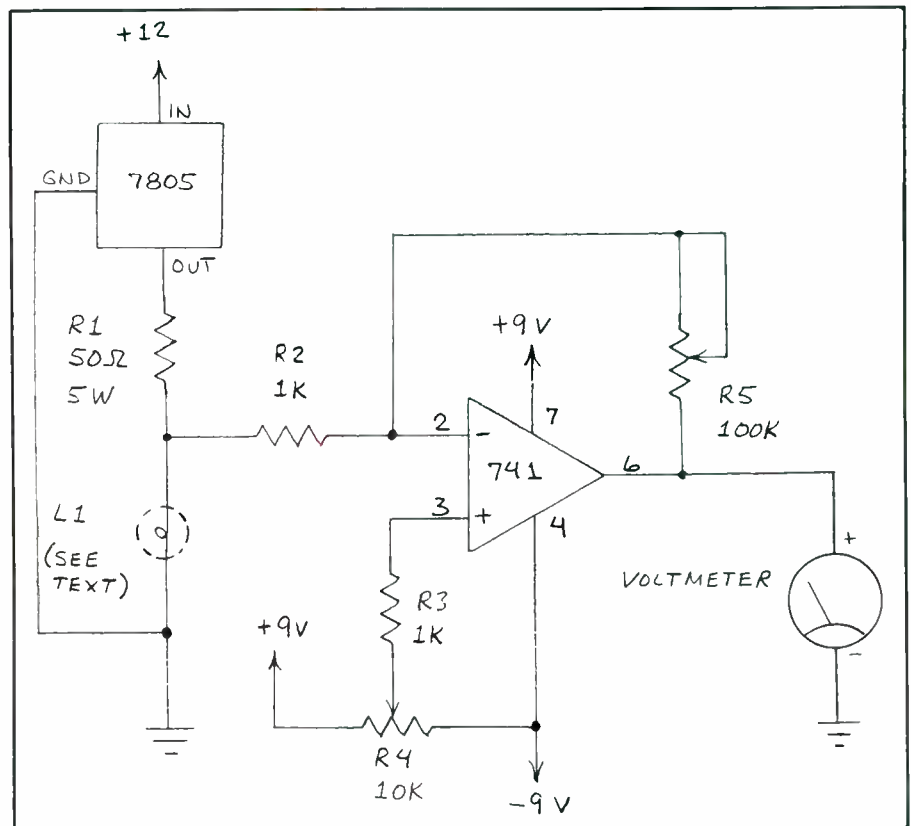 +12
IN
GND
7805
OUT
R1
50Ω
5W
R2
1K
+9V
7
2
-
741
6
3
+
4
R5
100K
L1
(SEE
TEXT)
R3
1K
+9V
R4
10K
-9V
VOLTMETER
+
-